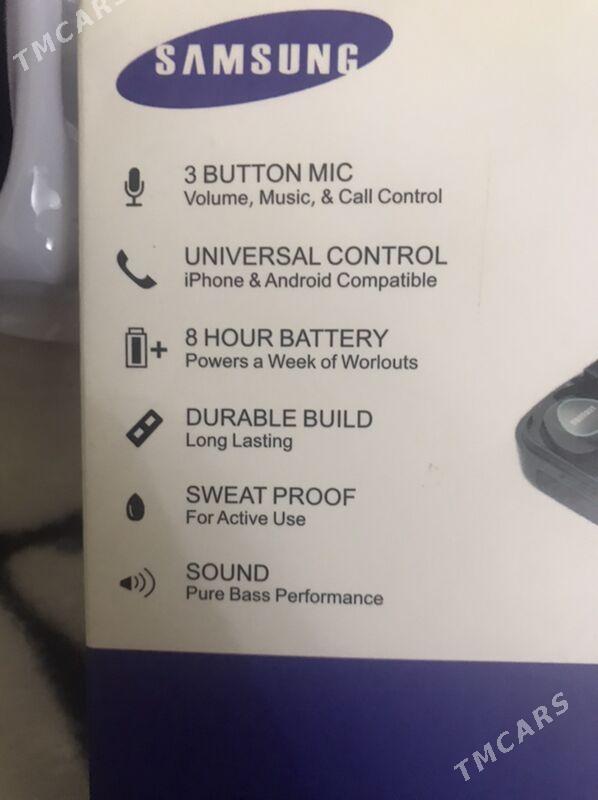 TMCARS
SAMSUNG
3 BUTTON MIC
Volume, Music, & Call Control
UNIVERSAL CONTROL
iPhone & Android Compatible
8 HOUR BATTERY
Powers a Week of Worlouts
DURABLE BUILD
Long Lasting
SWEAT PROOF
For Active Use
SOUND
Pure Bass Performance
TMCARS